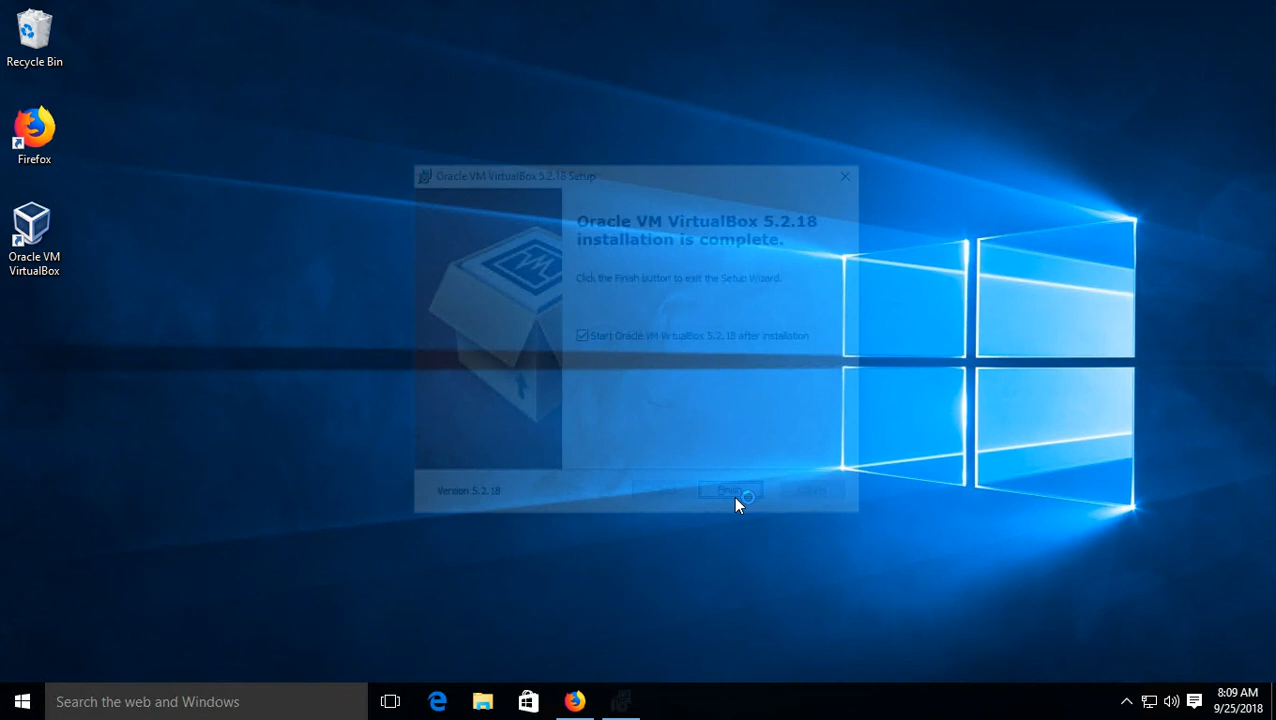 Recycle Bin
Firefox
Oracle VM
VirtualBox
Oracle VM VirtualBox 5.2.18 Setup
Oracle VM VirtualBox 5.2.18
installation is complete.
Click the Finish button to exit the Setup Wizard.
Start Oracle VM VirtualBox 5.2.18 after installation
Version 5.2.18
Finish
Search the web and Windows
8:09 AM
9/25/2018